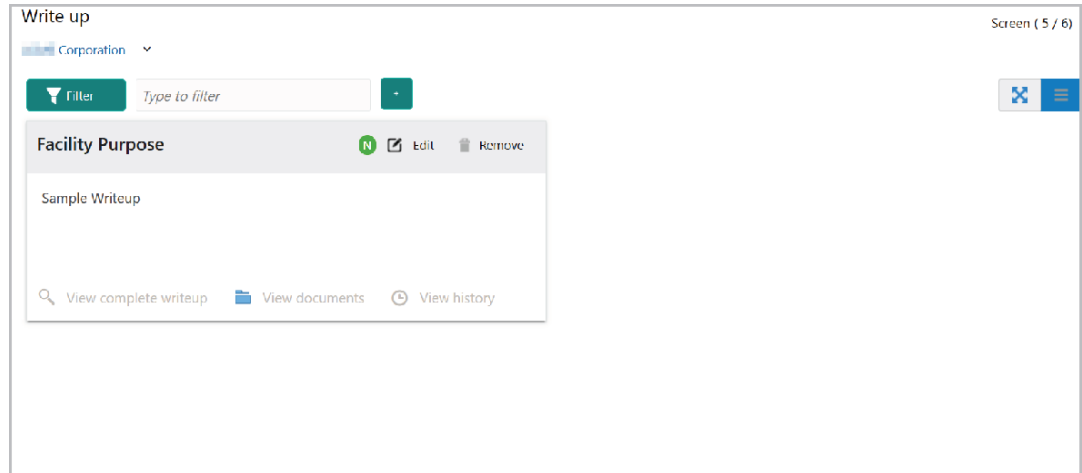 Write up
Screen ( 5 / 6)
Corporation
Filter
Type to filter
+
Facility Purpose
N
Edit
Remove
Sample Writeup
View complete writeup
View documents
View history